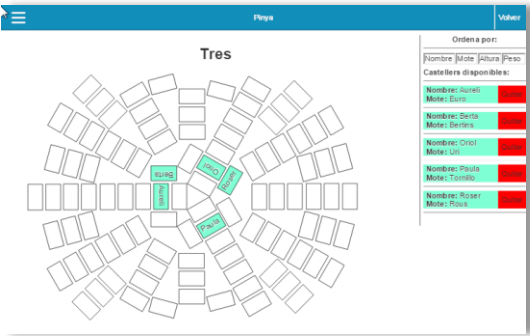 Pinya
Volver
Tres
Ordena por:
Nombre Mote Altura Peso
Castellers disponibles:
Nombre: Aureli
Mote: Euro
Quitar
Nombre: Berta
Mote: Bertins
Quitar
Nombre: Oriol
Mote: Uri
Quitar
Nombre: Paula
Mote: Tornillo
Quitar
Nombre: Roser
Mote: Rous
Quitar
Berta
Aureli
Oriol
Roser
Paula